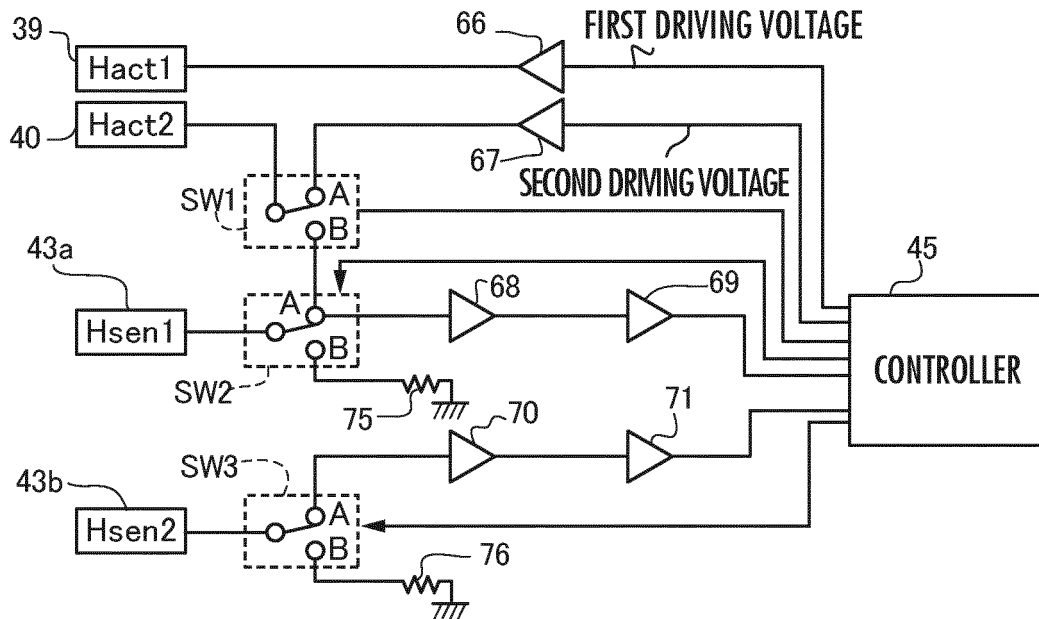 39
Hact1
66
FIRST DRIVING VOLTAGE
40
Hact2
67
SECOND DRIVING VOLTAGE
SW1
A
B
43a
Hsen1
A
B
SW2
68
69
45
CONTROLLER
75
70
71
SW3
43b
Hsen2
A
B
76